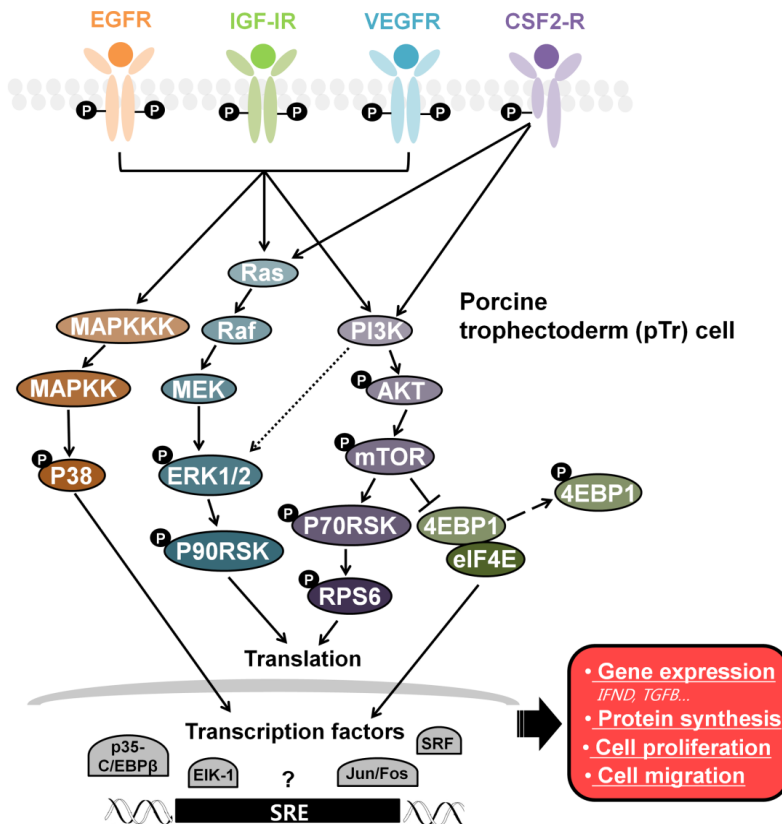 EGFR
IGF-IR
VEGFR
CSF2-R
P
P
P
P
P
P
P
Ras
MAPKKK
Raf
PI3K
Porcine
trophectoderm (pTr) cell
MAPKK
MEK
P
AKT
P
P38
P
ERK1/2
P
mTOR
P
4EBP1
P
P90RSK
P
P70RSK
4EBP1
eIF4E
P
RPS6
Translation
• Gene expression
IFND, TGFB...
• Protein synthesis
• Cell proliferation
• Cell migration
Transcription factors
p35-
C/EBPβ
ElK-1
?
Jun/Fos
SRF
SRE